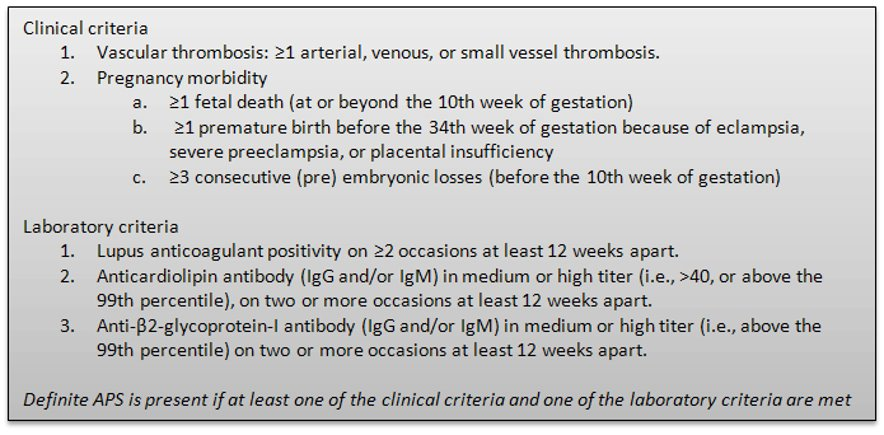 Clinical criteria
1. Vascular thrombosis: ≥1 arterial, venous, or small vessel thrombosis.
2. Pregnancy morbidity
a. ≥1 fetal death (at or beyond the 10th week of gestation)
b. ≥1 premature birth before the 34th week of gestation because of eclampsia,
severe preeclampsia, or placental insufficiency
c. ≥3 consecutive (pre) embryonic losses (before the 10th week of gestation)
Laboratory criteria
1. Lupus anticoagulant positivity on ≥2 occasions at least 12 weeks apart.
2. Anticardiolipin antibody (IgG and/or IgM) in medium or high titer (i.e., >40, or above the
99th percentile), on two or more occasions at least 12 weeks apart.
3. Anti-β2-glycoprotein-I antibody (IgG and/or IgM) in medium or high titer (i.e., above the
99th percentile) on two or more occasions at least 12 weeks apart.
Definite APS is present if at least one of the clinical criteria and one of the laboratory criteria are met